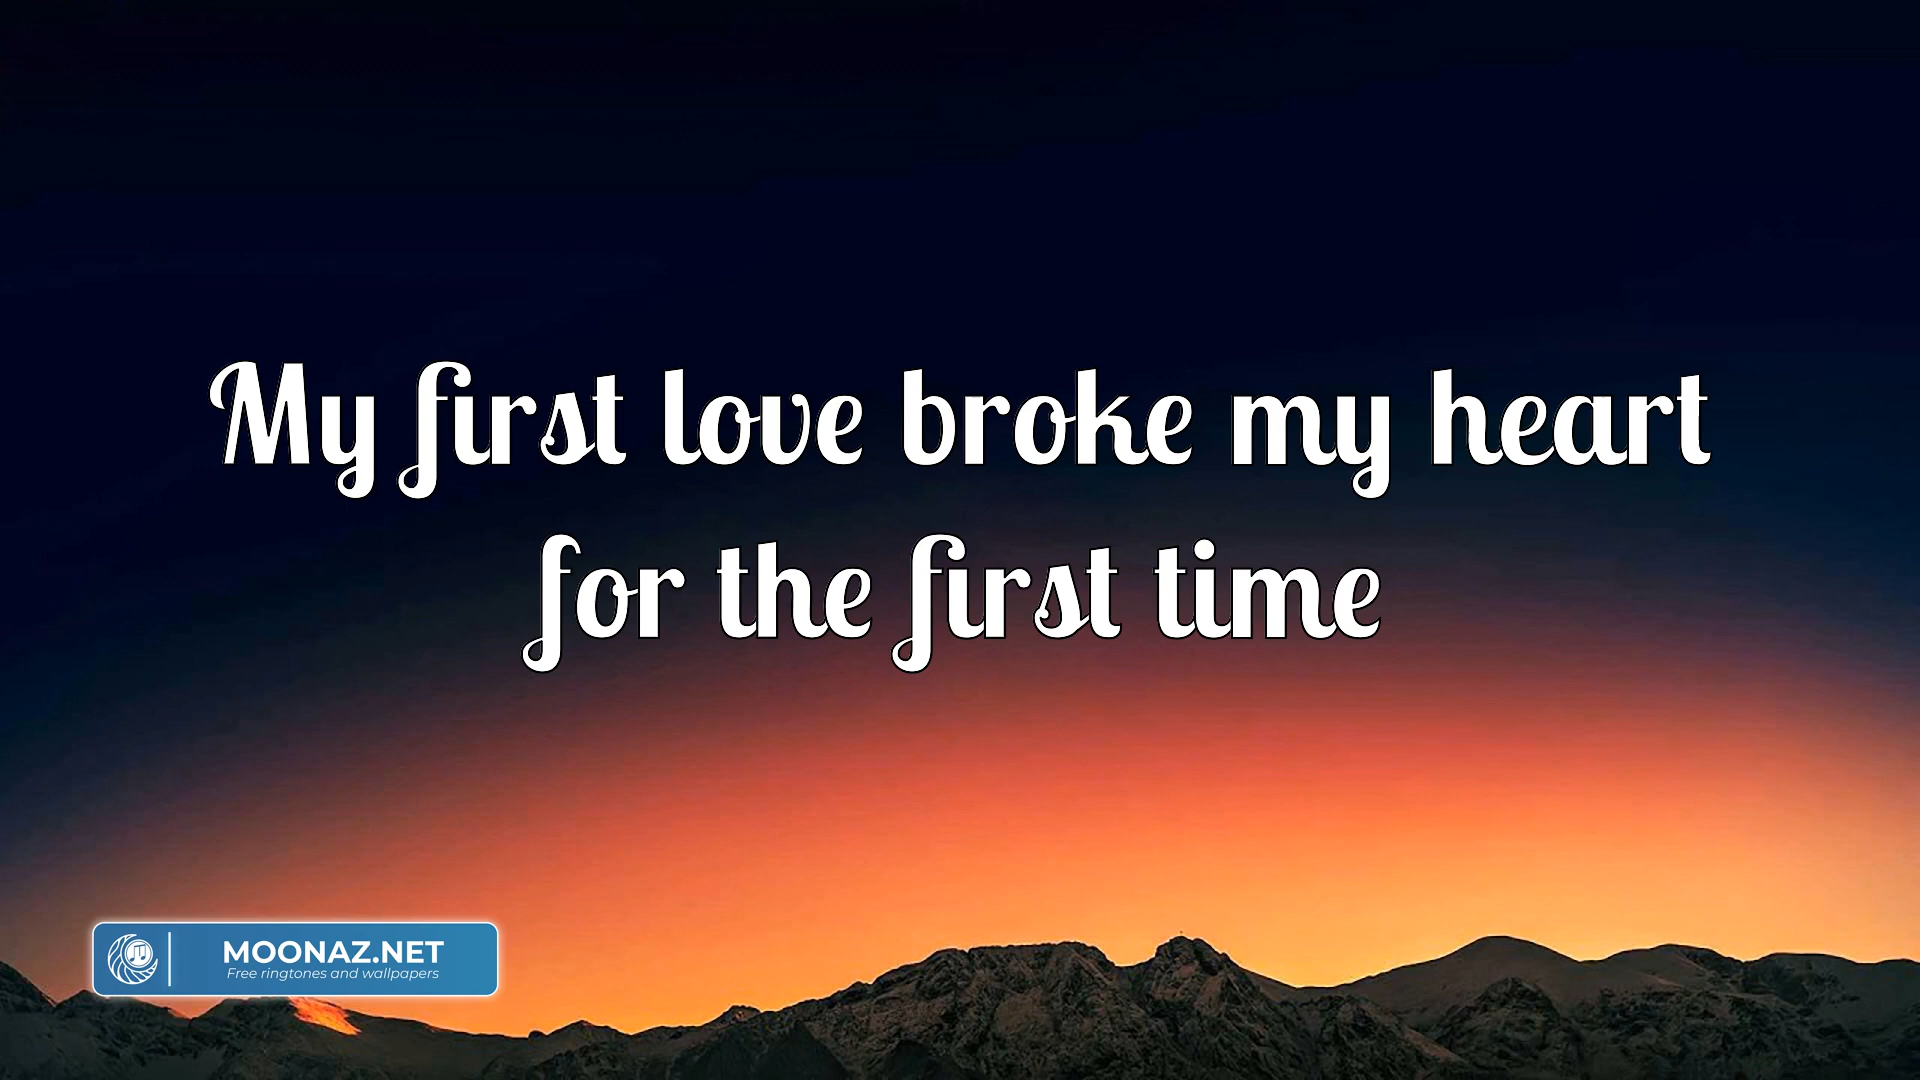 My first love broke my heart
for the first time
MOONAZ.NET
Free ringtones and wallpapers